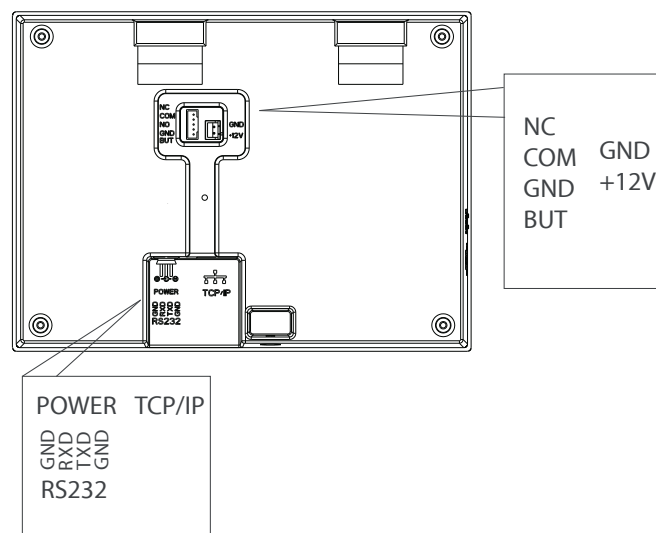 NC
COM
NO
GND
BUT
GND
+12V
NC
COM
GND
BUT
GND
+12V
POWER
TCP/IP
GND
RXD
TXD
GND
RS232
POWER TCP/IP
GND
RXD
TXD
GND
RS232